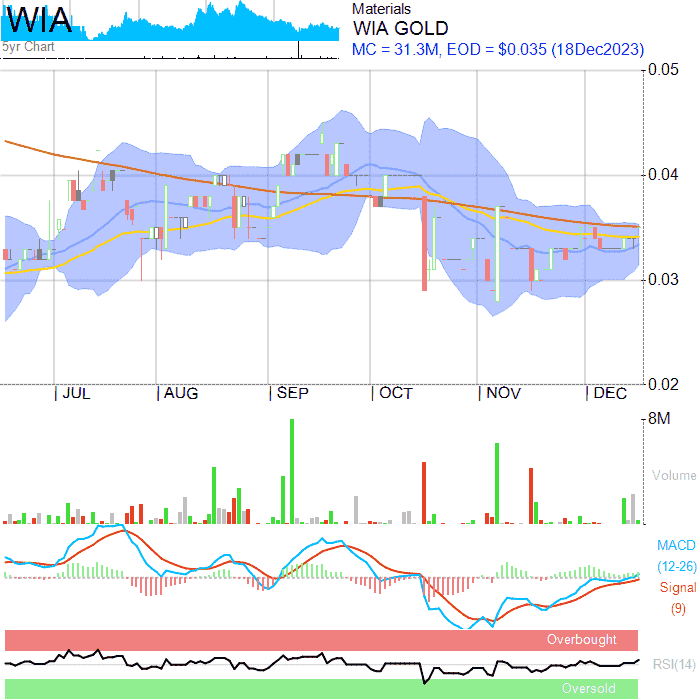 WIA
5yr Chart
Materials
WIA GOLD
MC = 31.3M, EOD = $0.035 (18Dec2023)
0.05
0.04
0.03
0.02
JUL AUG SEP OCT NOV DEC
8M
Volume
MACD
(12-26)
Signal
(9)
Overbought
RSI(14)
Oversold